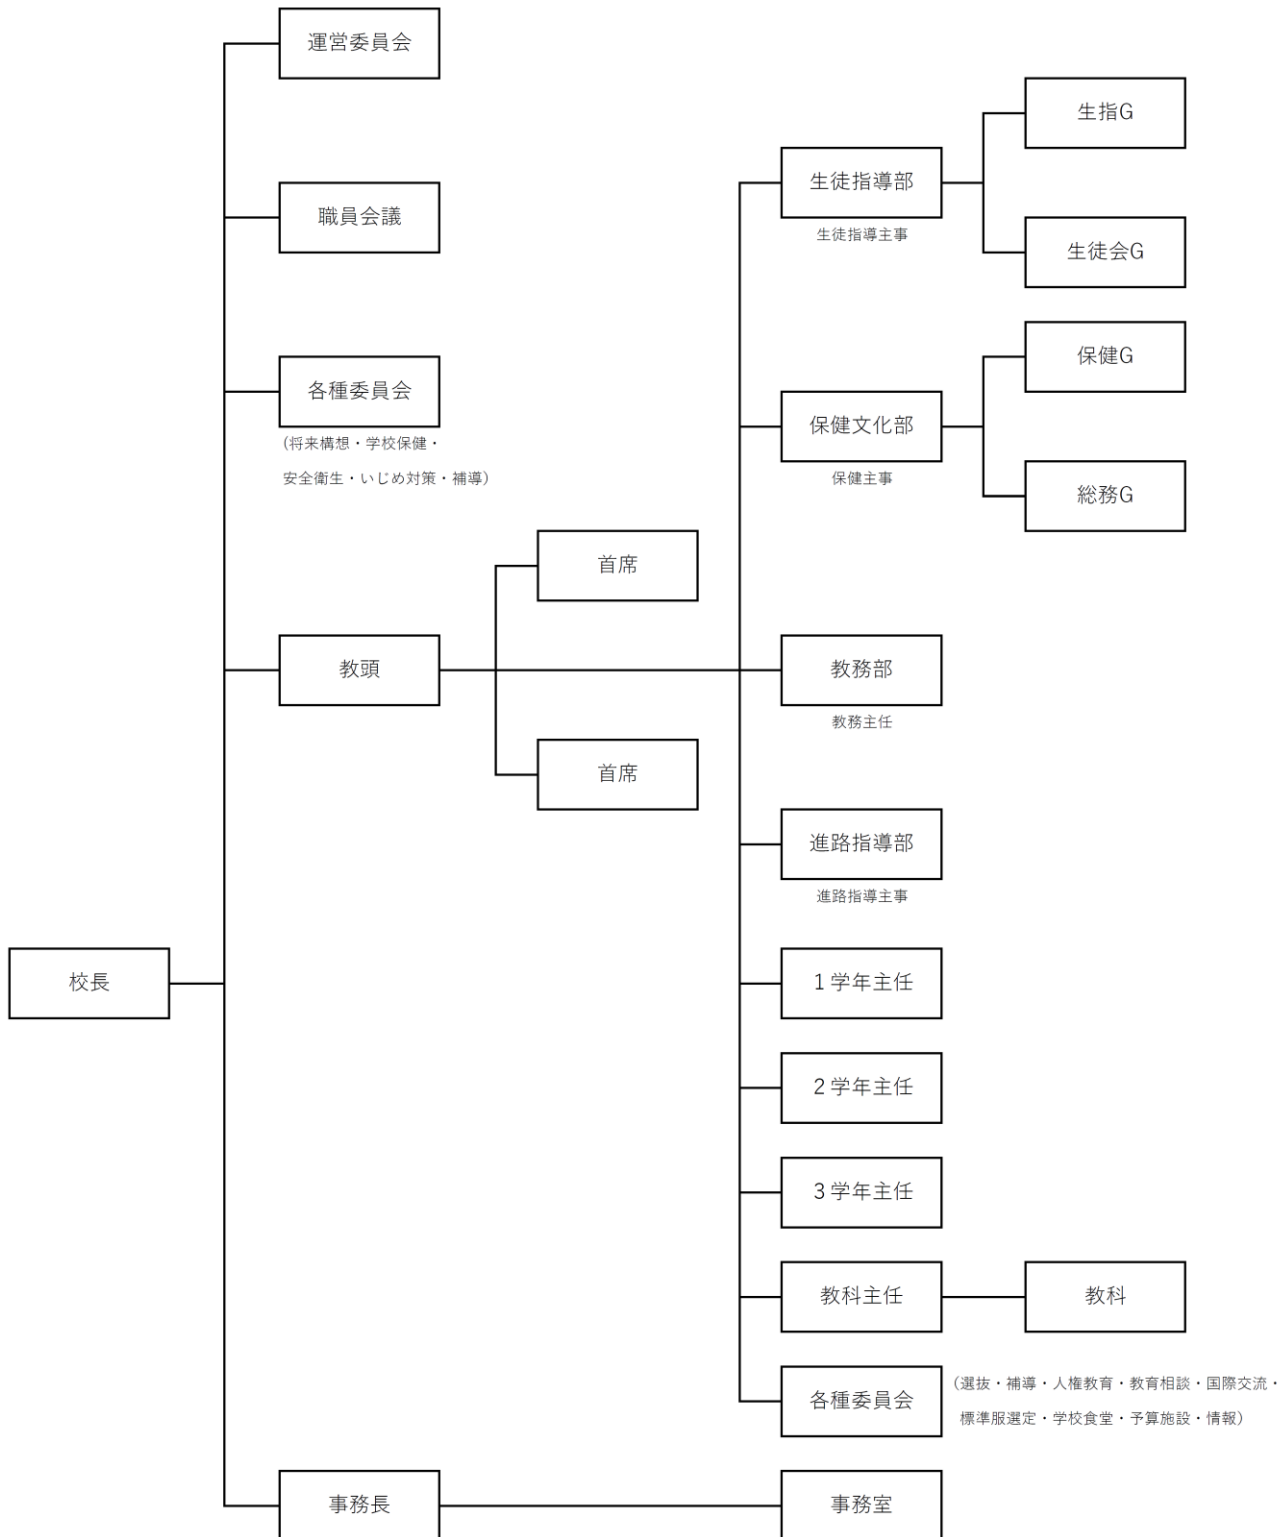 運営委員会
職員会議
各種委員会
(将来構想・学校保健・
安全衛生・いじめ対策・補導)
教頭
首席
首席
校長
事務長
生徒指導部
生徒指導主事
生指G
生徒会G
保健文化部
保健主事
保健G
総務G
教務部
教務主任
進路指導部
進路指導主事
1学年主任
2学年主任
3学年主任
教科主任
教科
各種委員会
(選抜・補導・人権教育・教育相談・国際交流・
標準服選定・学校食堂・予算施設・情報)
事務室